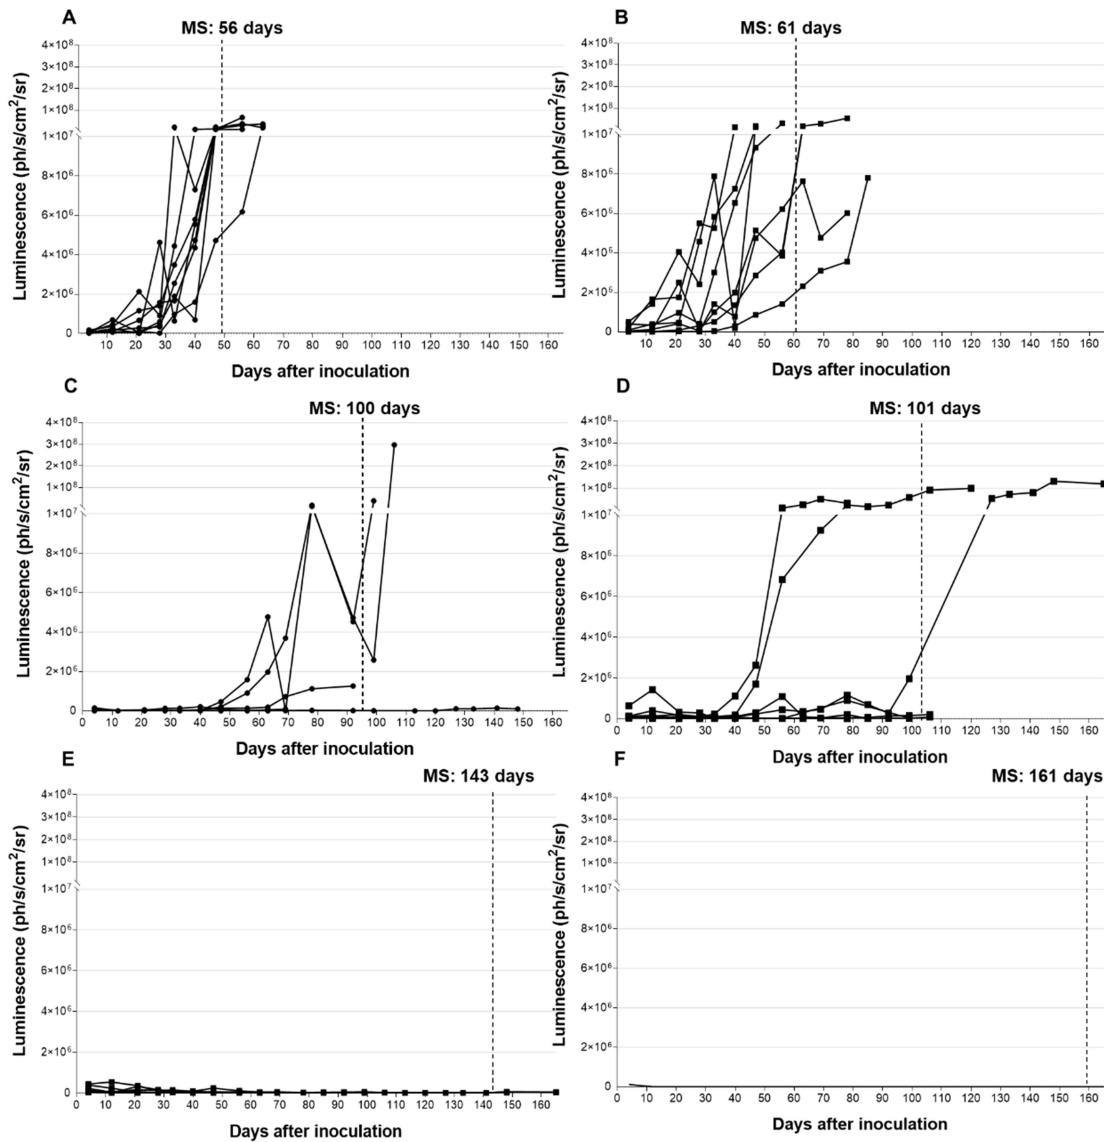 A
MS: 56 days
Luminescence (ph/s/cm²/sr)
4×10⁸
3×10⁸
2×10⁸
1×10⁸
1×10⁷
8×10⁶
6×10⁶
4×10⁶
2×10⁶
0
0 10 20 30 40 50 60 70 80 90 100 110 120 130 140 150 160
Days after inoculation
B
MS: 61 days
Luminescence (ph/s/cm²/sr)
4×10⁸
3×10⁸
2×10⁸
1×10⁸
1×10⁷
8×10⁶
6×10⁶
4×10⁶
2×10⁶
0
10 20 30 40 50 60 70 80 90 100 110 120 130 140 150 160
Days after inoculation
C
MS: 100 days
Luminescence (ph/s/cm²/sr)
4×10⁸
3×10⁸
2×10⁸
1×10⁸
1×10⁷
8×10⁶
6×10⁶
4×10⁶
2×10⁶
0
0 10 20 30 40 50 60 70 80 90 100 110 120 130 140 150 160
Days after inoculation
D
MS: 101 days
Luminescence (ph/s/cm²/sr)
4×10⁸
3×10⁸
2×10⁸
1×10⁸
1×10⁷
8×10⁶
6×10⁶
4×10⁶
2×10⁶
0
0 10 20 30 40 50 60 70 80 90 100 110 120 130 140 150 160
Days after inoculation
E
MS: 143 days
Luminescence (ph/s/cm²/sr)
4×10⁸
3×10⁸
2×10⁸
1×10⁸
1×10⁷
8×10⁶
6×10⁶
4×10⁶
2×10⁶
0
0 10 20 30 40 50 60 70 80 90 100 110 120 130 140 150 160
Days after inoculation
F
MS: 161 days
Luminescence (ph/s/cm²/sr)
4×10⁸
3×10⁸
2×10⁸
1×10⁸
1×10⁷
8×10⁶
6×10⁶
4×10⁶
2×10⁶
0
0 10 20 30 40 50 60 70 80 90 100 110 120 130 140 150 160
Days after inoculation